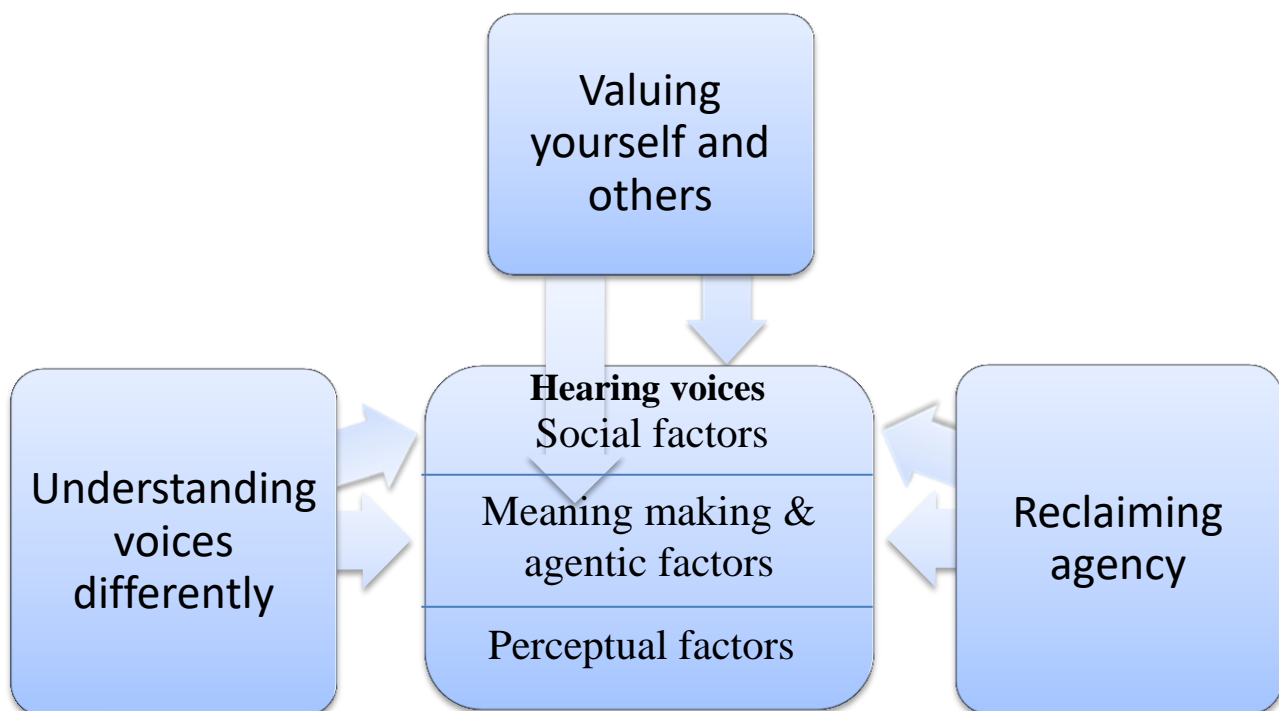 Valuing
yourself and
others
Hearing voices
Social factors
Understanding
voices
differently
Meaning making &
agentic factors
Reclaiming
agency
Perceptual factors